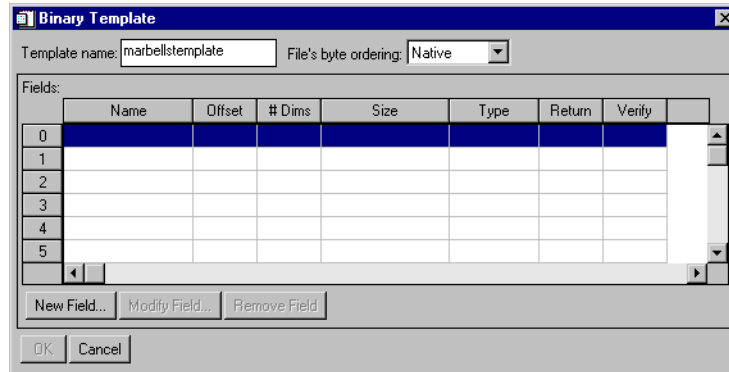 Binary Template
Template name: marbellstemplate File's byte ordering: Native
Fields:
Name Offset # Dims Size Type Return Verify
0
1
2
3
4
5
New Field... Modify Field... Remove Field
OK Cancel